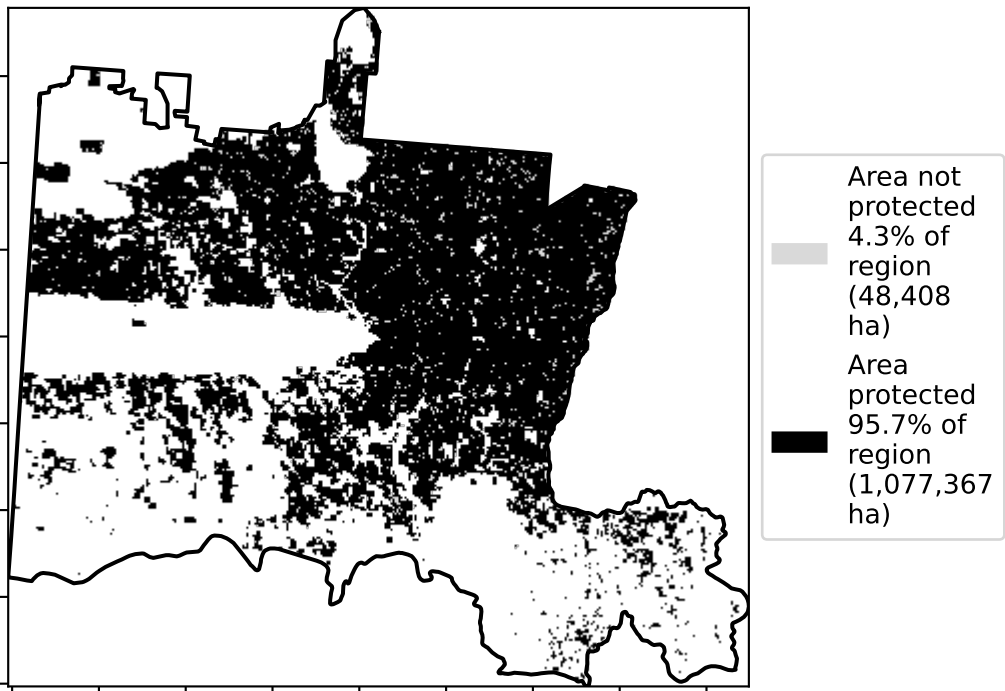 Area not
protected
4.3% of
region
(48,408
ha)
Area
protected
95.7% of
region
(1,077,367
ha)